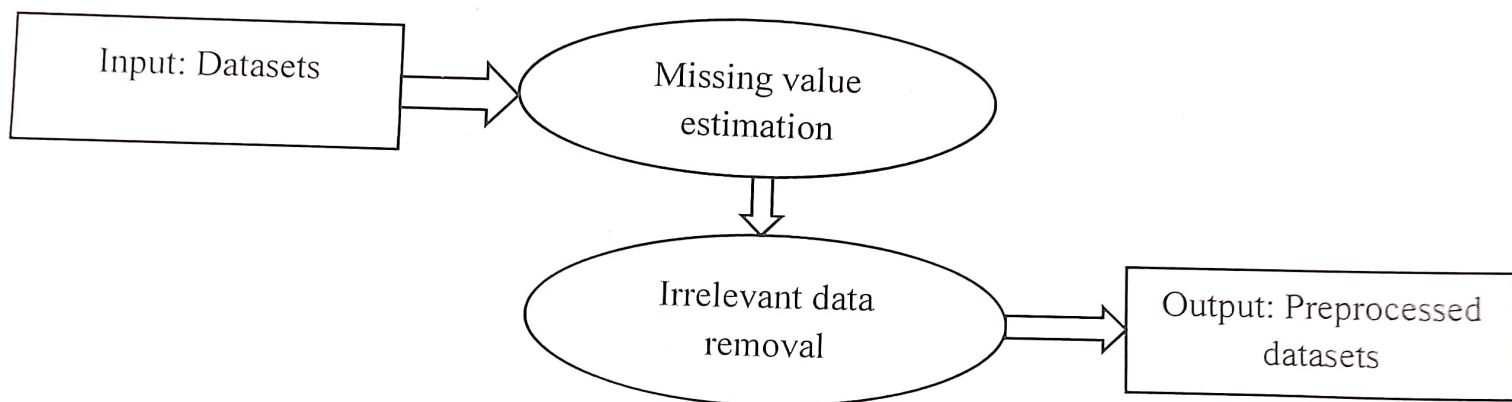 Input: Datasets
Missing value
estimation
Irrelevant data
removal
Output: Preprocessed
datasets